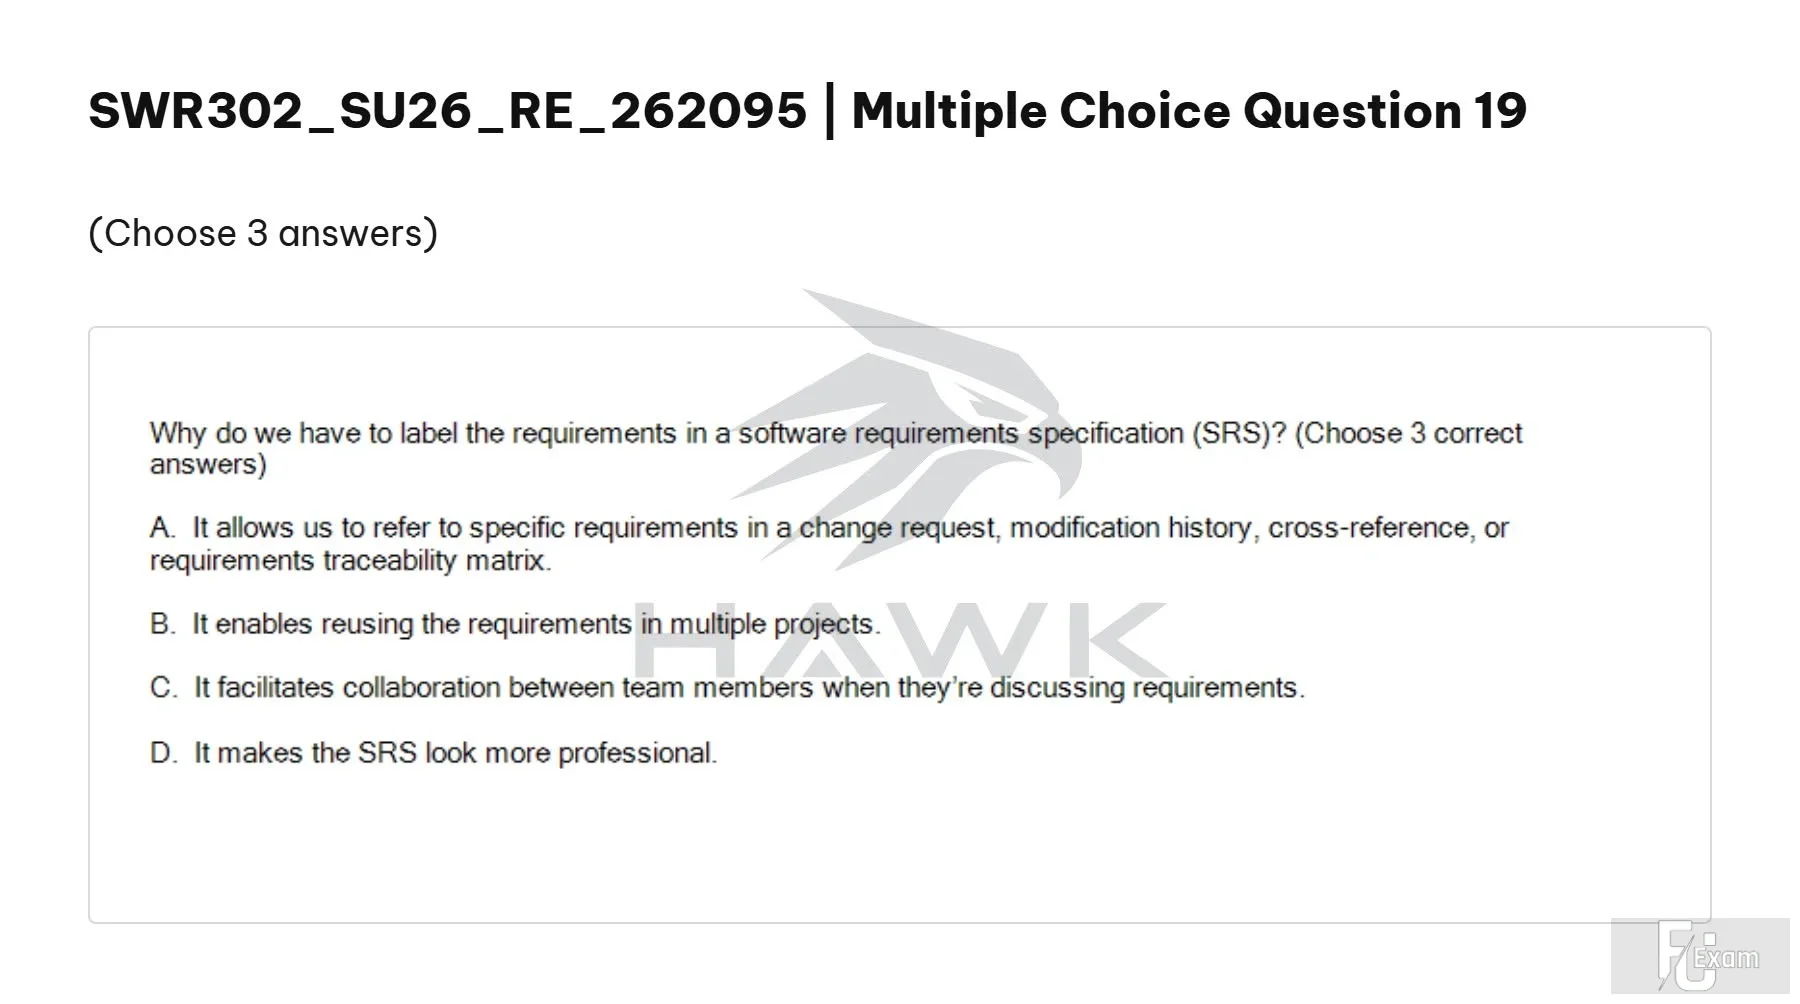 SWR302_SU26_RE_262095 | Multiple Choice Question 19
(Choose 3 answers)
Why do we have to label the requirements in a software requirements specification (SRS)? (Choose 3 correct
answers)
A. It allows us to refer to specific requirements in a change request, modification history, cross-reference, or
requirements traceability matrix.
B. It enables reusing the requirements in multiple projects.
HAWK
C. It facilitates collaboration between team members when they're discussing requirements.
D. It makes the SRS look more professional.
FU Exam